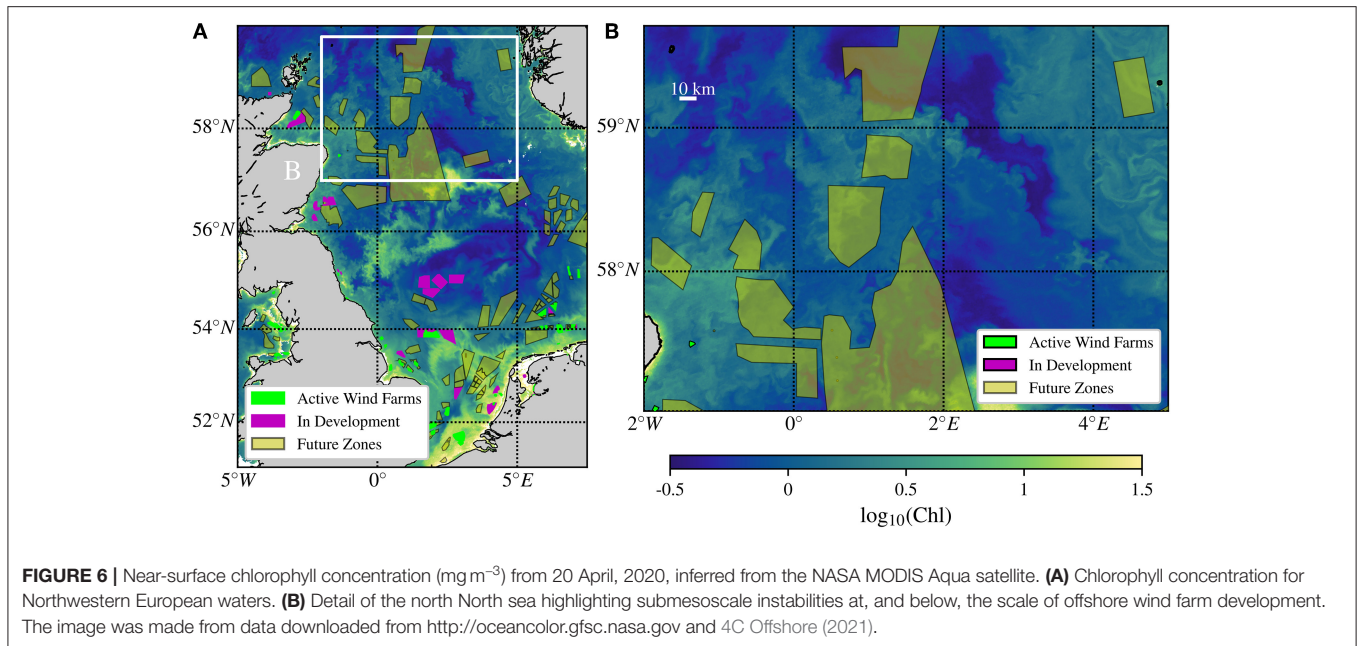 A
58°N
56°N
54°N
52°N
5°W
0°
5°E
B
Active Wind Farms
In Development
Future Zones
B
10 km
59°N
58°N
2°W
0°
2°E
4°E
Active Wind Farms
In Development
Future Zones
-0.5
0
0.5
1
1.5
log₁₀(Chl)
FIGURE 6 | Near-surface chlorophyll concentration (mg m⁻³) from 20 April, 2020, inferred from the NASA MODIS Aqua satellite. (A) Chlorophyll concentration for
Northwestern European waters. (B) Detail of the north North sea highlighting submesoscale instabilities at, and below, the scale of offshore wind farm development.
The image was made from data downloaded from http://oceancolor.gsfc.nasa.gov and 4C Offshore (2021).